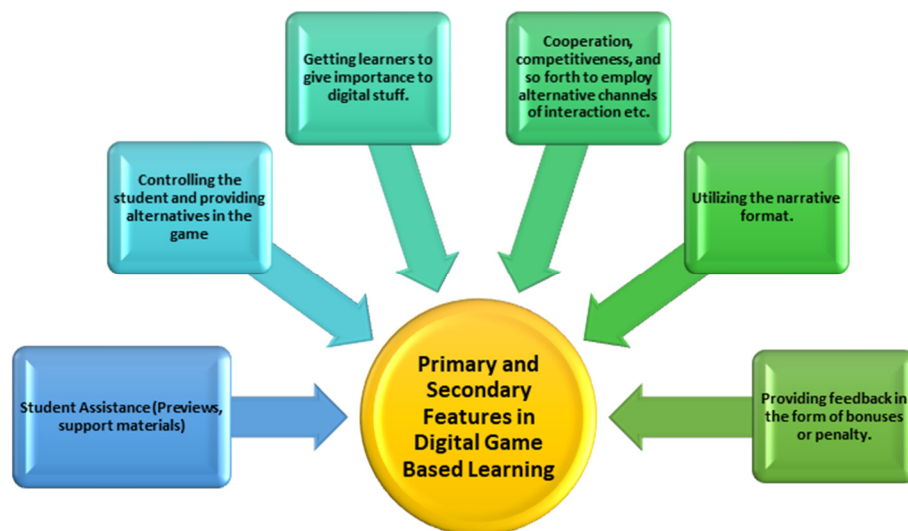 Getting learners to
give importance to
digital stuff.
Cooperation,
competitiveness, and
so forth to employ
alternative channels
of interaction etc.
Controlling the
student and providing
alternatives in the
game
Utilizing the narrative
format.
Student Assistance (Previews,
support materials)
Primary and
Secondary
Features in
Digital Game
Based Learning
Providing feedback in
the form of bonuses
or penalty.